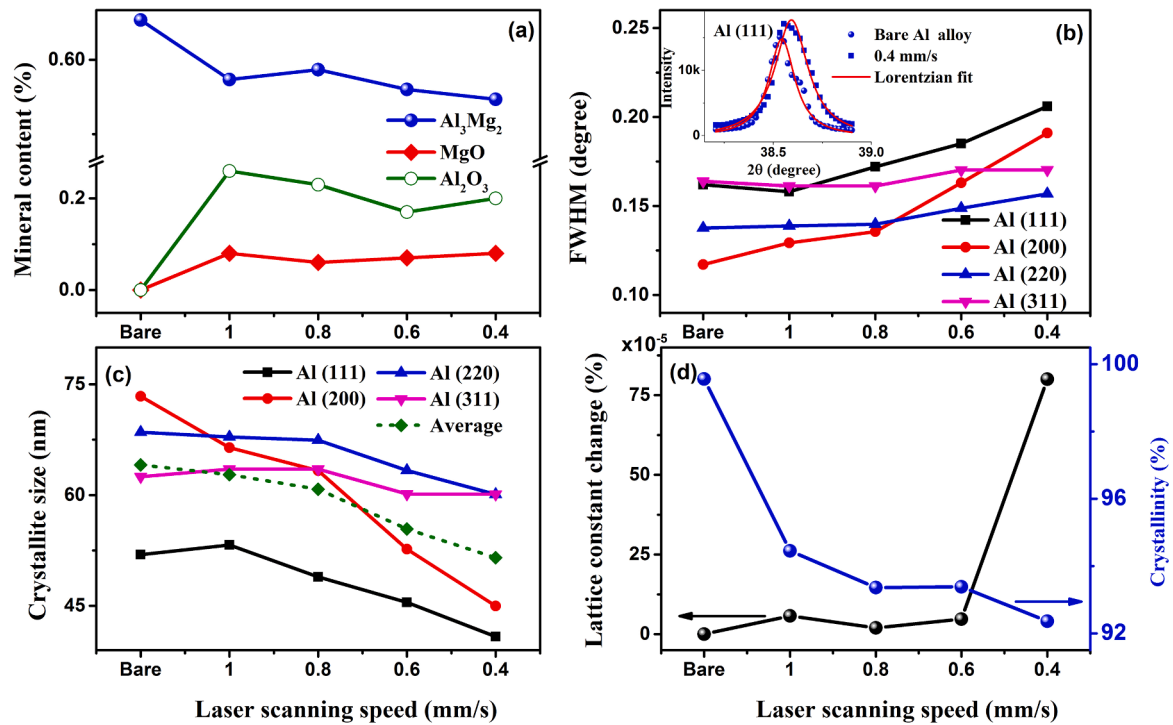 (a)
Mineral content (%)
0.60
0.2
0.0
Al₃Mg₂
MgO
Al₂O₃
Bare 1 0.8 0.6 0.4
(b)
FWHM (degree)
0.25
0.20
0.15
0.10
Al (111)
Intensity
10k
0
38.5 39.0
2θ (degree)
Bare Al alloy
0.4 mm/s
Lorentzian fit
Al (111)
Al (200)
Al (220)
Al (311)
Bare 1 0.8 0.6 0.4
(c)
Crystallite size (nm)
75
60
45
Al (111) Al (220)
Al (200) Al (311)
Average
Bare 1 0.8 0.6 0.4
Laser scanning speed (mm/s)
(d)
x10⁻⁵
Lattice constant change (%)
75
50
25
0
100
96
92
Crystallinity (%)
Bare 1 0.8 0.6 0.4
Laser scanning speed (mm/s)